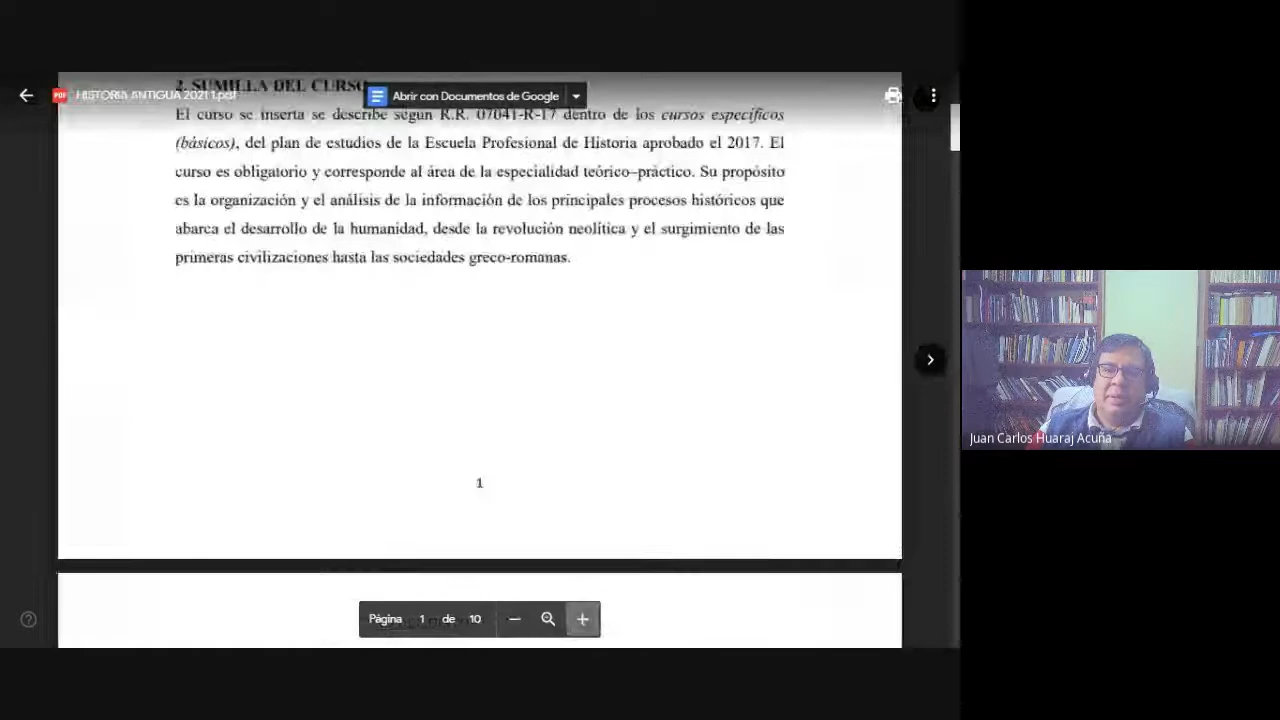 2. SUMILLA DEL CURSO
HISTORIA ANTIGUA 2021 1.pdf
Abrir con Documentos de Google
El curso se inserta se describe según R.R. 07041-R-17 dentro de los cursos específicos
(básicos), del plan de estudios de la Escuela Profesional de Historia aprobado el 2017. El
curso es obligatorio y corresponde al área de la especialidad teórico–práctico. Su propósito
es la organización y el análisis de la información de los principales procesos históricos que
abarca el desarrollo de la humanidad, desde la revolución neolítica y el surgimiento de las
primeras civilizaciones hasta las sociedades greco-romanas.
Juan Carlos Huaraj Acuña
1
Página 1 de 10